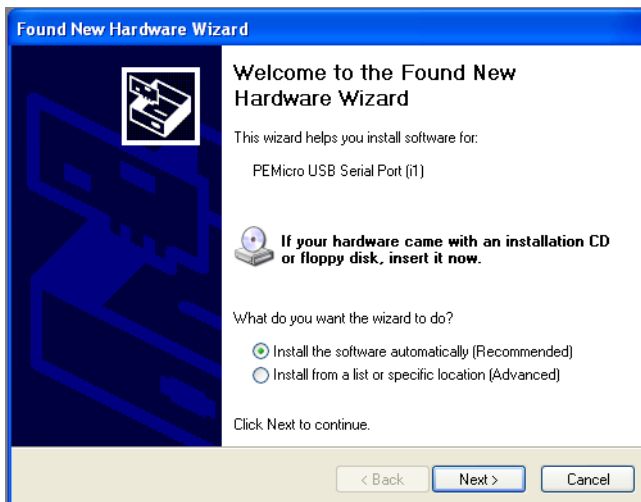 Found New Hardware Wizard
Welcome to the Found New
Hardware Wizard
This wizard helps you install software for:
PEMicro USB Serial Port (i1)
If your hardware came with an installation CD
or floppy disk, insert it now.
What do you want the wizard to do?
Install the software automatically (Recommended)
Install from a list or specific location (Advanced)
Click Next to continue.
< Back Next > Cancel